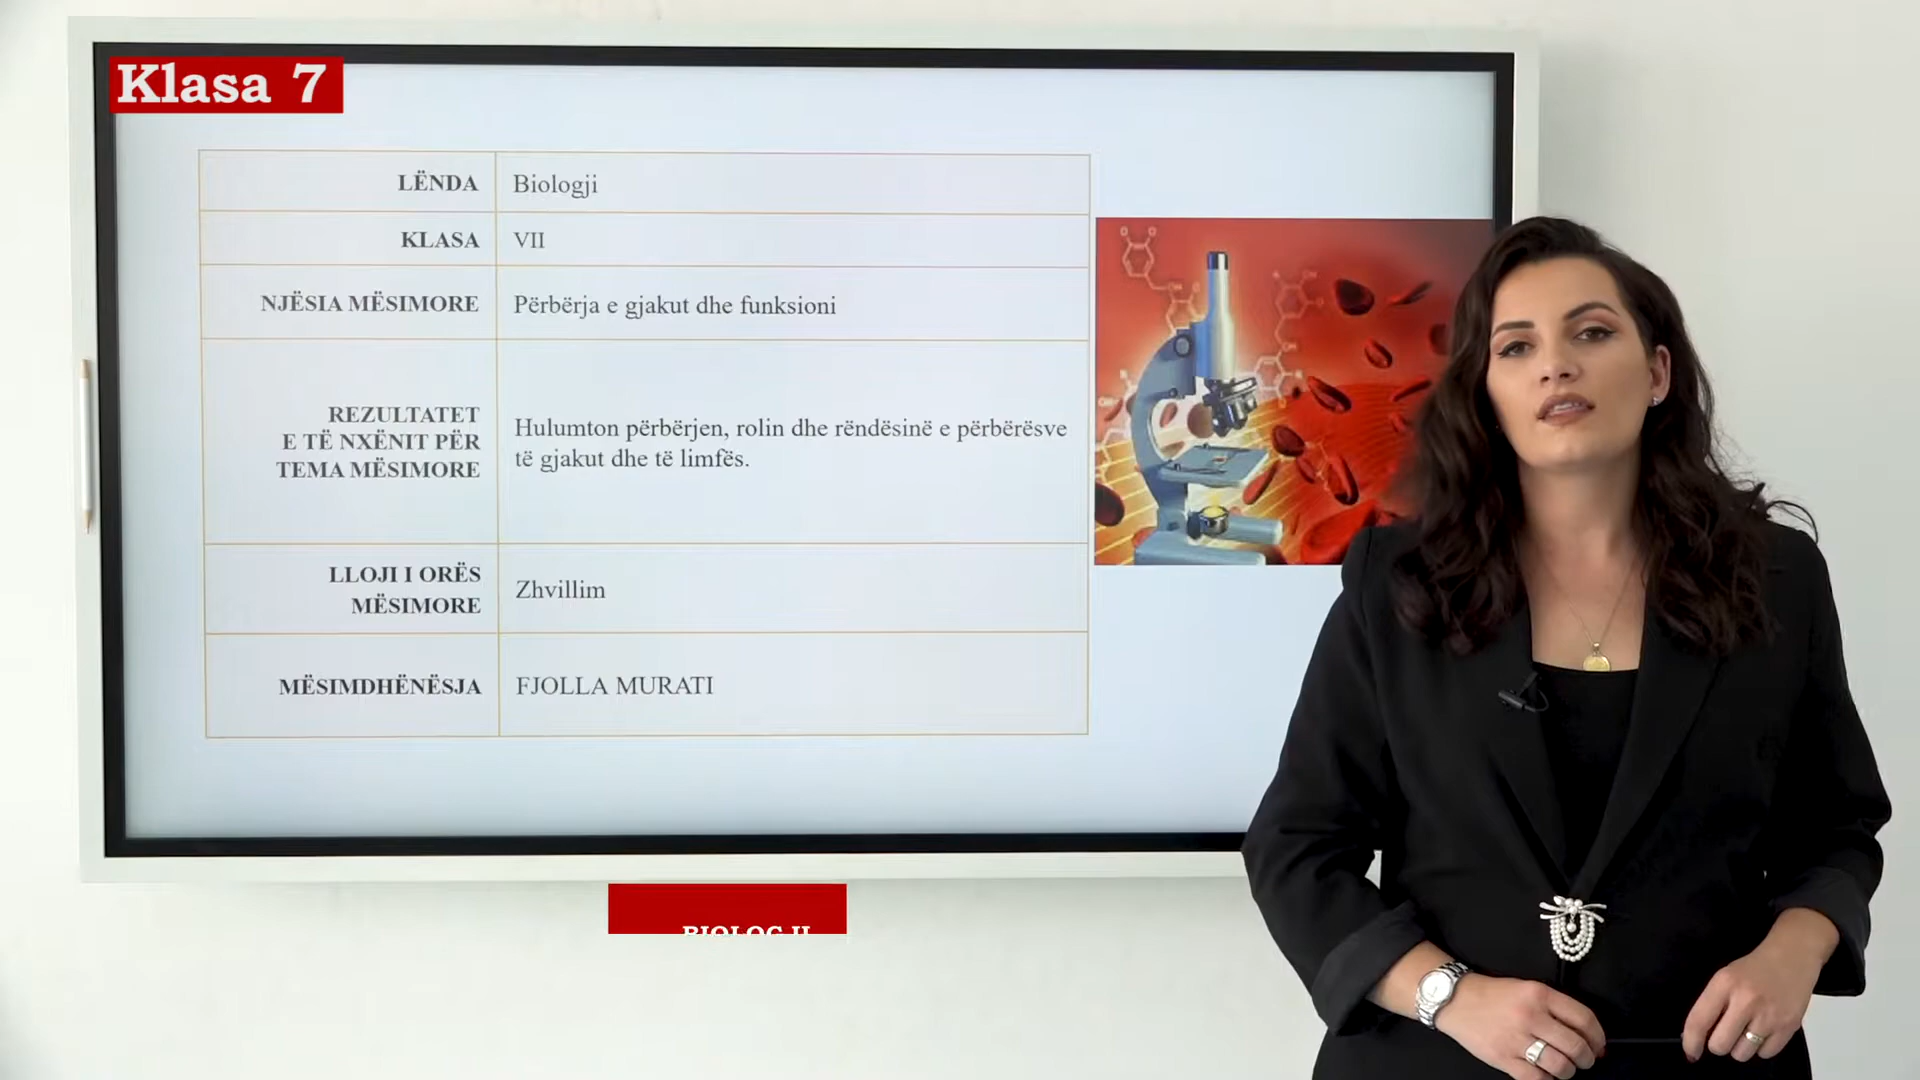 Klasa 7
LËNDA
Biologji
KLASA
VII
NJËSIA MËSIMORE
Përbërja e gjakut dhe funksioni
REZULTATET
E TË NXËNIT PËR
TEMA MËSIMORE
Hulumton përbërjen, rolin dhe rëndësinë e përbërësve
të gjakut dhe të limfës.
LLOJI I ORËS
MËSIMORE
Zhvillim
MËSIMDHËNËSJA
FJOLLA MURATI
BIOLOGJI